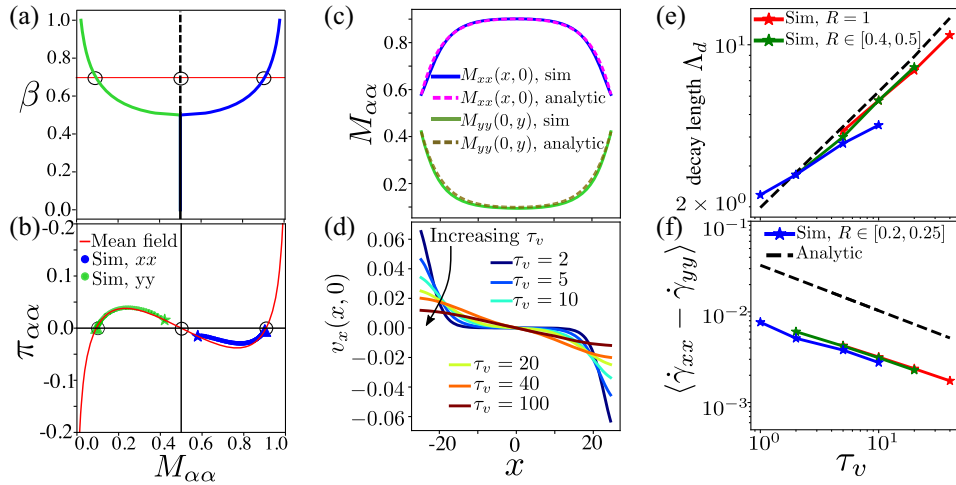 (a)
β
1.0
0.8
0.6
0.4
0.2
0.0
(b)
-0.2
0.1
0.0
-0.1
-0.2
π_αα
Mean field
Sim, xx
Sim, yy
0.0 0.2 0.4 0.6 0.8 1.0
M_αα
(c)
M_αα
0.8
0.6
0.4
0.2
M_xx(x, 0), sim
M_xx(x, 0), analytic
M_yy(0, y), sim
M_yy(0, y), analytic
(d)
v_x(x, 0)
0.06
0.04
0.02
0.00
−0.02
−0.04
−0.06
Increasing τ_v
τ_v = 2
τ_v = 5
τ_v = 10
τ_v = 20
τ_v = 40
τ_v = 100
−20 0 20
x
(e)
decay length Λ_d
10^1
2 × 10^0
Sim, R = 1
Sim, R ∈ [0.4, 0.5]
(f)
⟨γ̇_xx − γ̇_yy⟩
10^−1
10^−2
10^−3
Sim, R ∈ [0.2, 0.25]
Analytic
10^0 10^1
τ_v